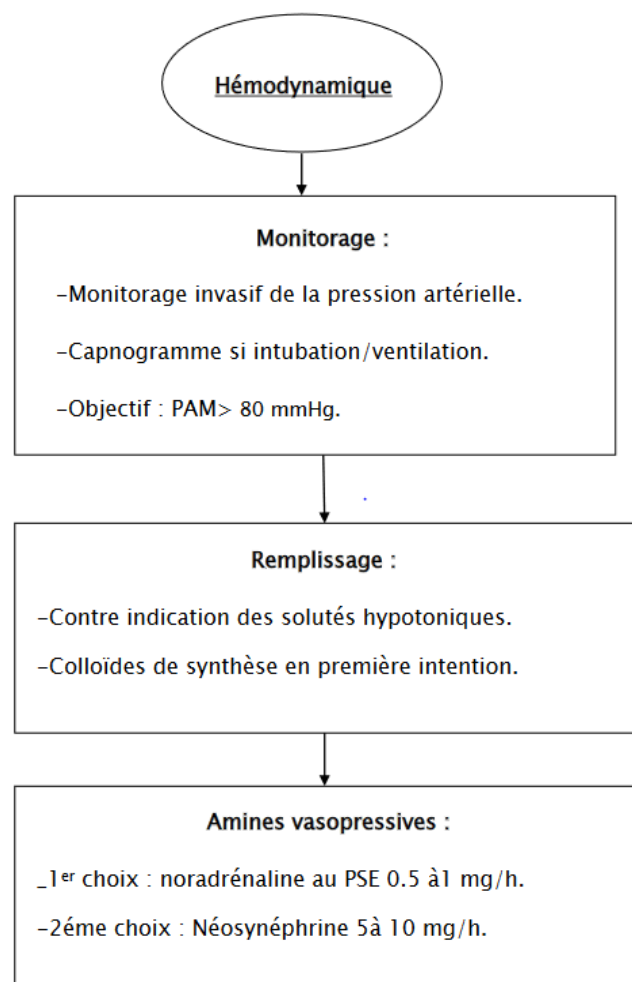 Hémodynamique
Monitorage :
-Monitorage invasif de la pression artérielle.
-Capnogramme si intubation/ventilation.
-Objectif : PAM> 80 mmHg.
Remplissage :
-Contre indication des solutés hypotoniques.
-Colloïdes de synthèse en première intention.
Amines vasopressives :
_1er choix : noradrénaline au PSE 0.5 à1 mg/h.
-2éme choix : Néosynéphrine 5à 10 mg/h.